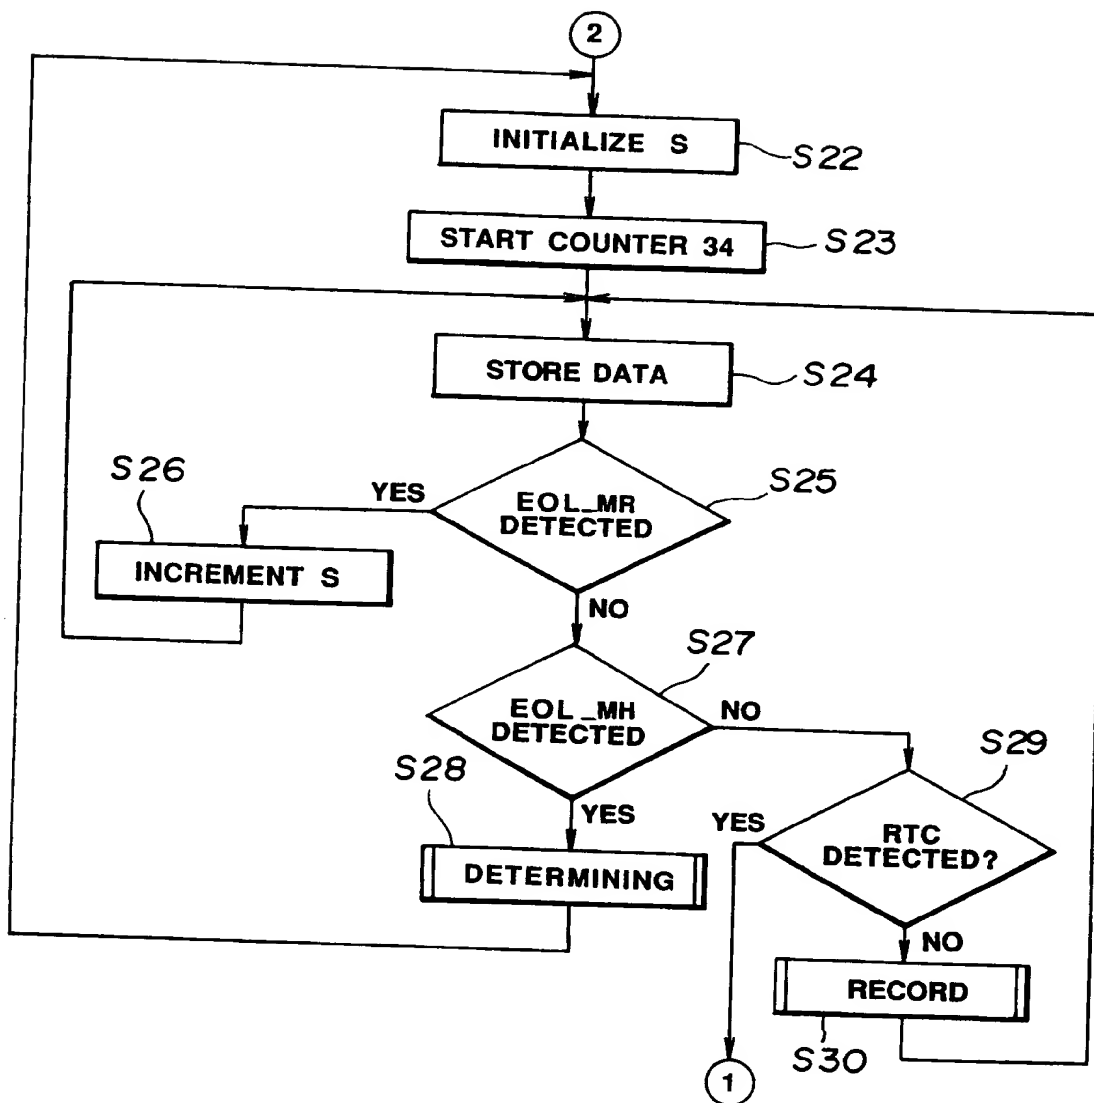 2
INITIALIZE S
S22
START COUNTER 34
S23
STORE DATA
S24
S26
YES
EOL_MR
DETECTED
S25
INCREMENT S
NO
S27
EOL_MH
DETECTED
NO
S28
S29
YES
YES
RTC
DETECTED?
DETERMINING
NO
RECORD
S30
1